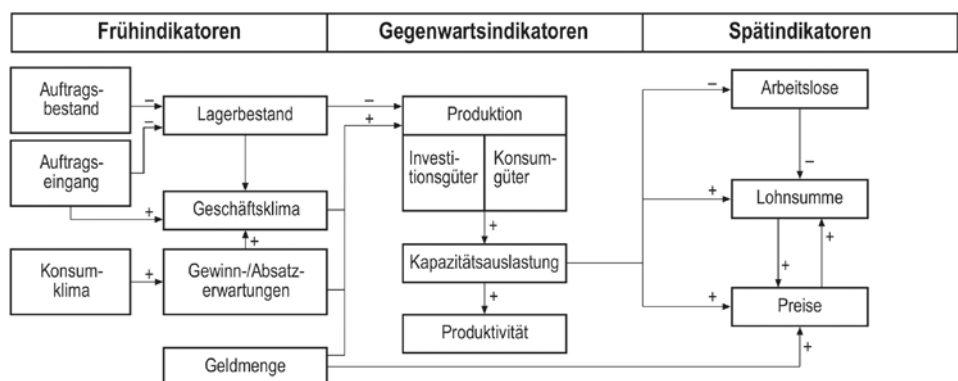 Frühindikatoren
Gegenwartsindikatoren
Spätindikatoren
Auftrags-
bestand
Auftrags-
eingang
Konsum-
klima
–
–
+
+
Lagerbestand
Geschäftsklima
+
Gewinn-/Absatz-
erwartungen
Geldmenge
–
+
Produktion
Investi-
tionsgüter
Konsum-
güter
+
Kapazitätsauslastung
+
Produktivität
–
+
+
Arbeitslose
–
Lohnsumme
+
+
Preise
+